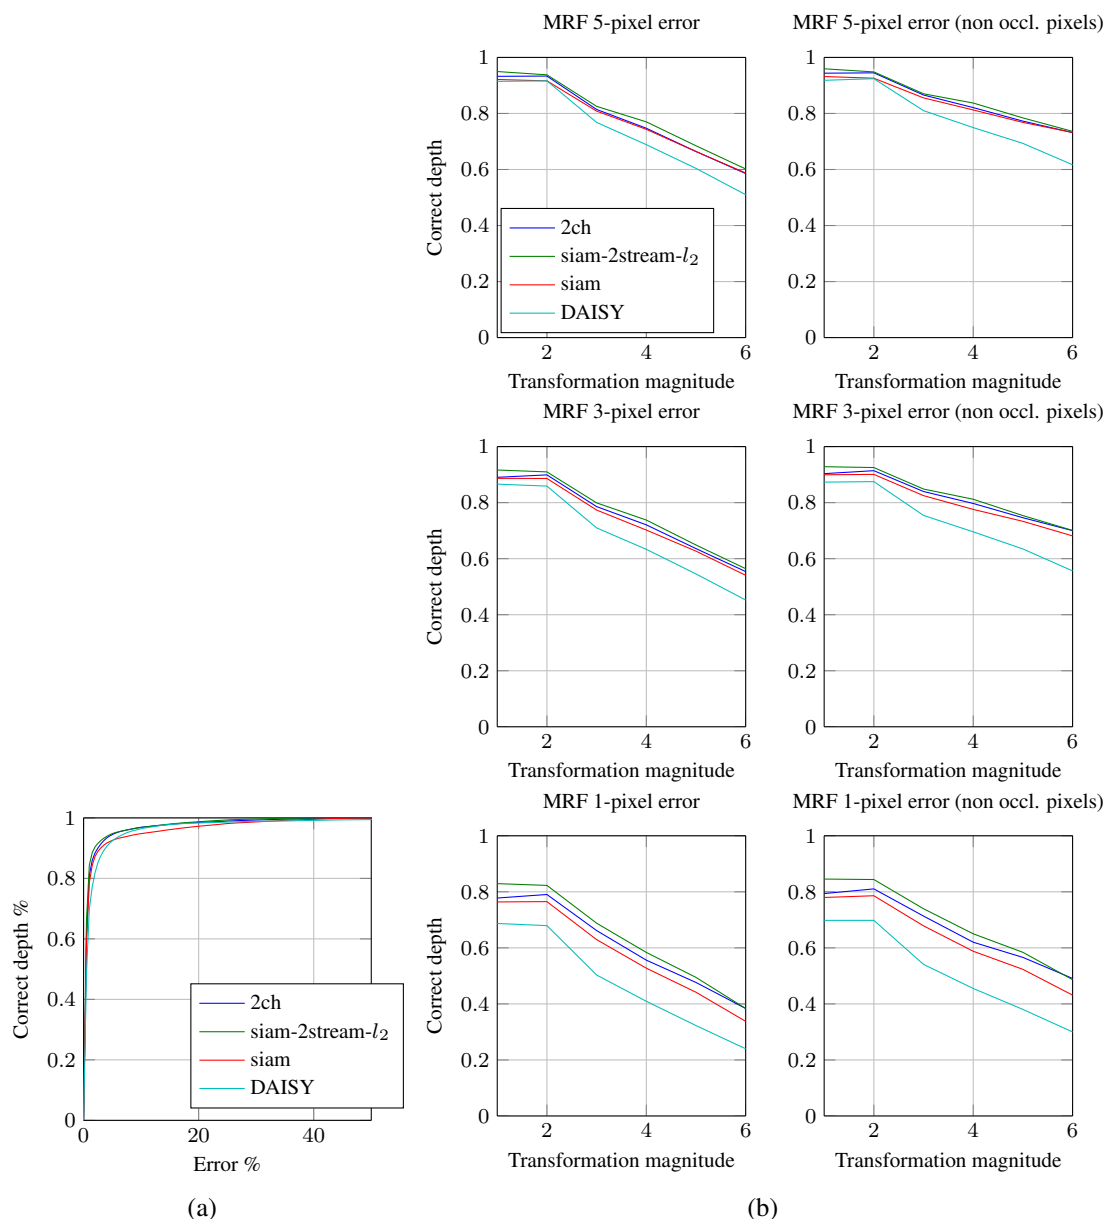 MRF 5-pixel error
1
0.8
0.6
0.4
0.2
0
Correct depth
2ch
siam-2stream-l₂
siam
DAISY
2 4 6
Transformation magnitude
MRF 5-pixel error (non occl. pixels)
1
0.8
0.6
0.4
0.2
0
2 4 6
Transformation magnitude
MRF 3-pixel error
1
0.8
0.6
0.4
0.2
0
Correct depth
2 4 6
Transformation magnitude
MRF 3-pixel error (non occl. pixels)
1
0.8
0.6
0.4
0.2
0
2 4 6
Transformation magnitude
1
0.8
0.6
0.4
0.2
0
Correct depth %
2ch
siam-2stream-l₂
siam
DAISY
0 20 40
Error %
(a)
MRF 1-pixel error
1
0.8
0.6
0.4
0.2
0
Correct depth
2 4 6
Transformation magnitude
MRF 1-pixel error (non occl. pixels)
1
0.8
0.6
0.4
0.2
0
2 4 6
Transformation magnitude
(b)